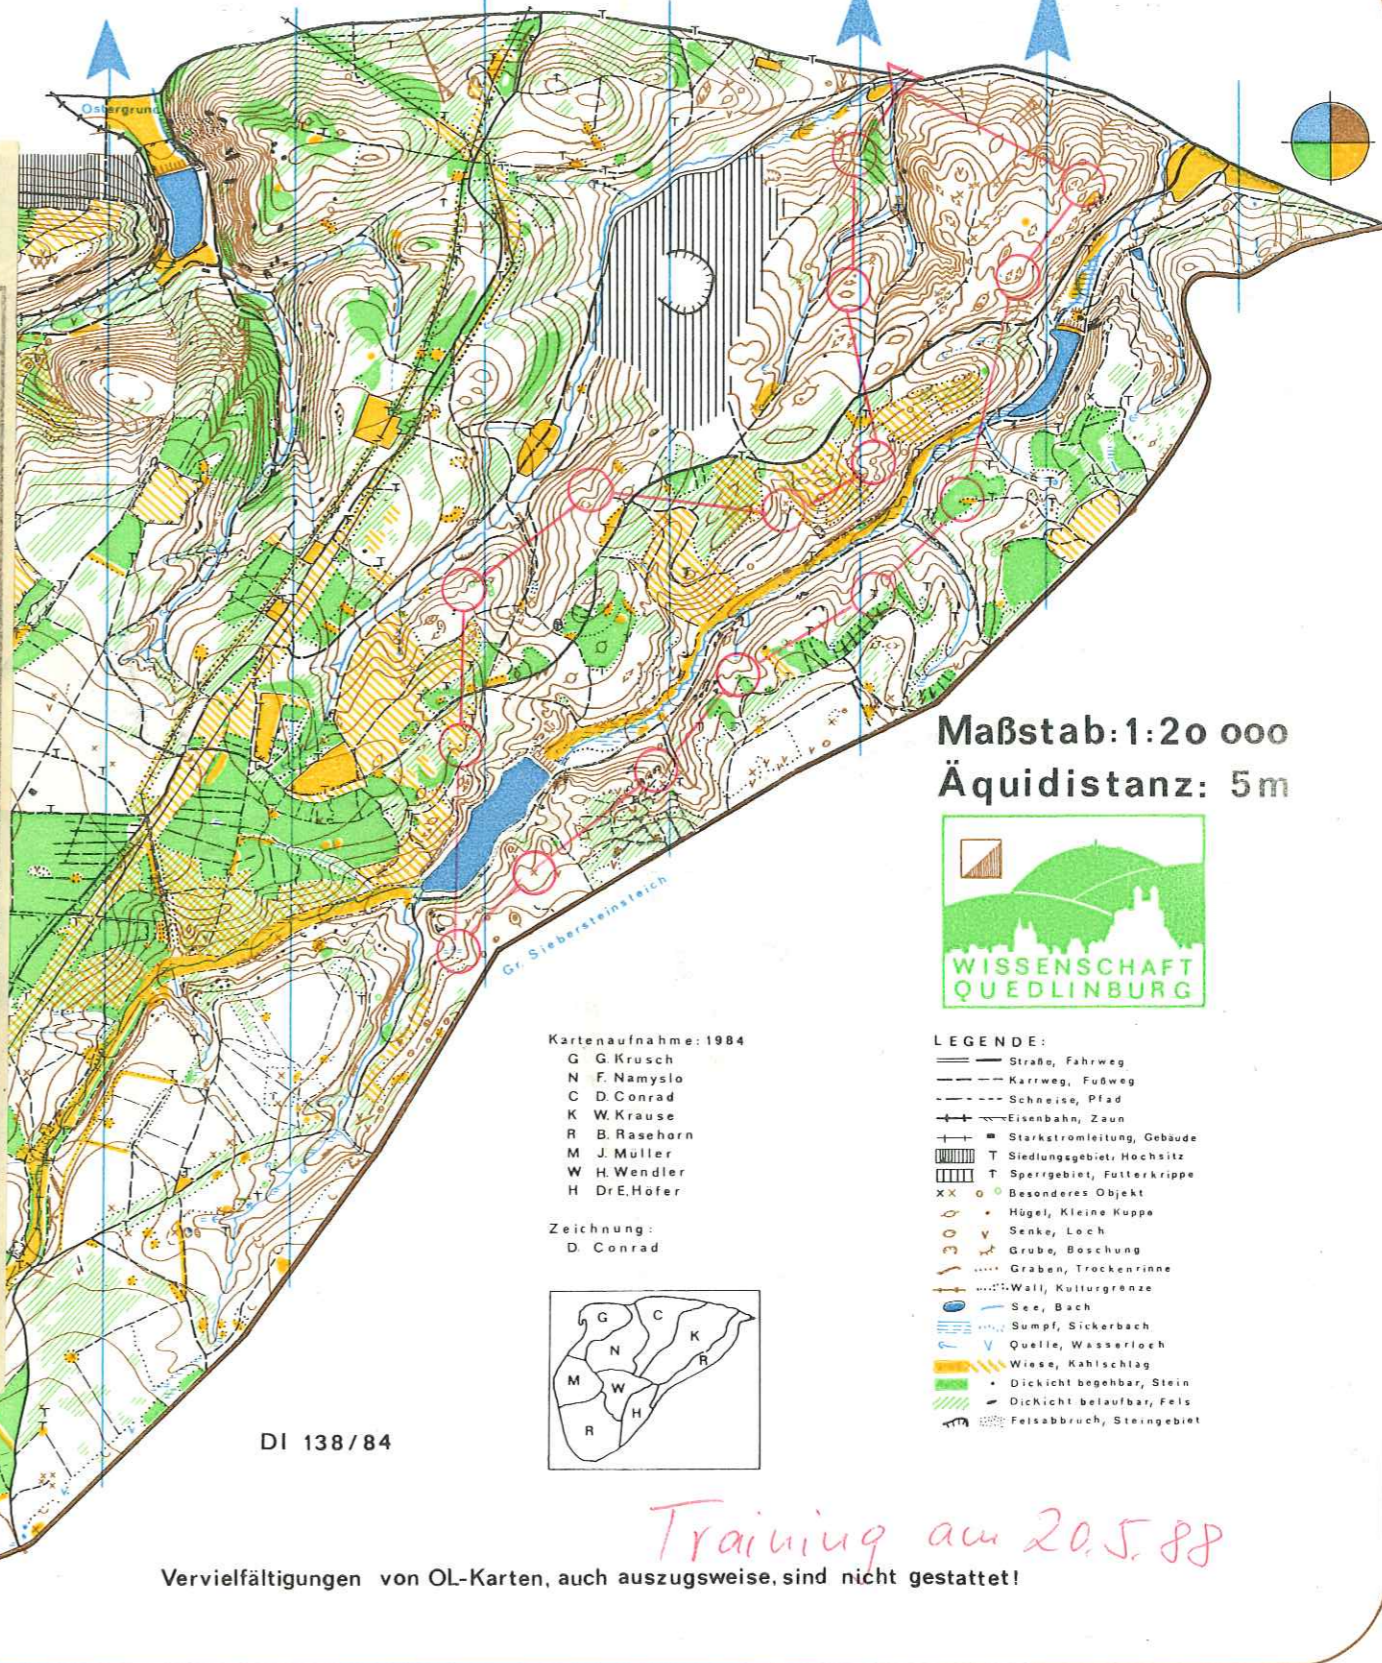 Ostergrund
Maßstab:1:20 000
Äquidistanz: 5m
WISSENSCHAFT
QUEDLINBURG
Gr. Siebersteinsteich
Kartenaufnahme: 1984
G G. Krusch
N F. Namyslo
C D. Conrad
K W. Krause
R B. Rasehorn
M J. Müller
W H. Wendler
H Dr E. Höfer
Zeichnung:
D. Conrad
LEGENDE:
Straße, Fahrweg
Karrweg, Fußweg
Schneise, Pfad
Eisenbahn, Zaun
Starkstromleitung, Gebäude
Siedlungsgebiet, Hochsitz
Sperrgebiet, Futterkrippe
Besonderes Objekt
Hügel, Kleine Kuppe
Senke, Loch
Grube, Böschung
Graben, Trockenrinne
Wall, Kulturgrenze
See, Bach
Sumpf, Sickerbach
Quelle, Wasserloch
Wiese, Kahlschlag
Dickicht begehbar, Stein
Dickicht belaufbar, Fels
Felsabbruch, Steingebiet
G
C
K
N
R
M
W
H
R
DI 138/84
Training am 20.5.88
Vervielfältigungen von OL-Karten, auch auszugsweise, sind nicht gestattet!